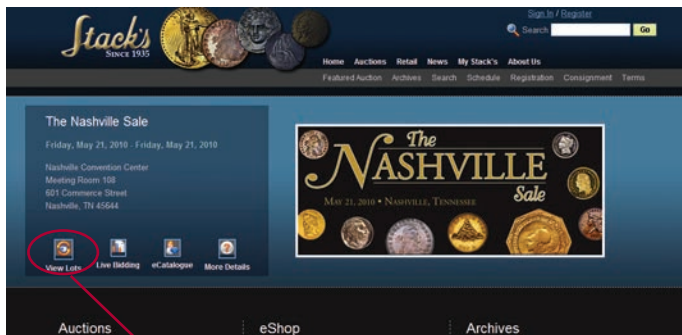 Stack's
SINCE 1935
Sign In / Register
Search
Go
Home Auctions Retail News My Stack's About Us
Featured Auction Archives Search Schedule Registration Consignment Terms
The Nashville Sale
Friday, May 21, 2010 - Friday, May 21, 2010
Nashville Convention Center
Meeting Room 108
601 Commerce Street
Nashville, TN 45644
View Lots Live Bidding eCatalogue More Details
The
NASHVILLE
Sale
MAY 21, 2010 • NASHVILLE, TENNESSEE
Auctions eShop Archives